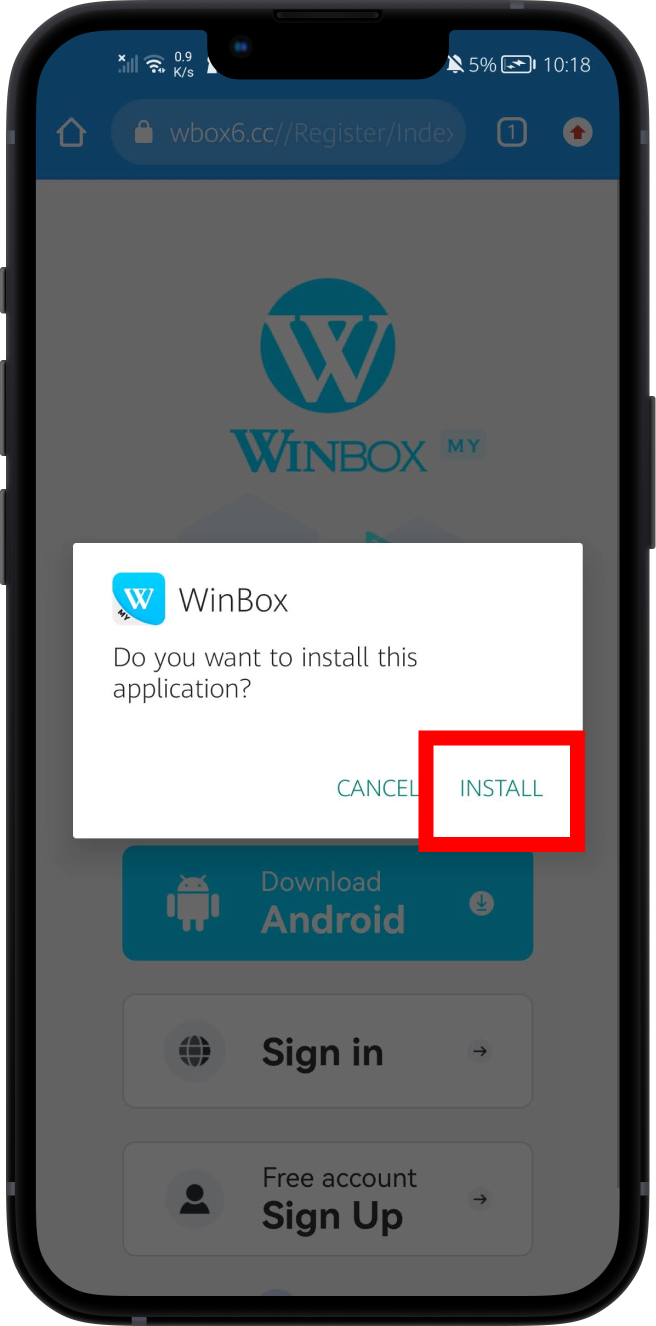 0.9
K/s
5%
10:18
wbox6.cc//Register/Index
1
W
WINBOX MY
W
MY
WinBox
Do you want to install this
application?
CANCEL
INSTALL
Download
Android
Sign in
Free account
Sign Up